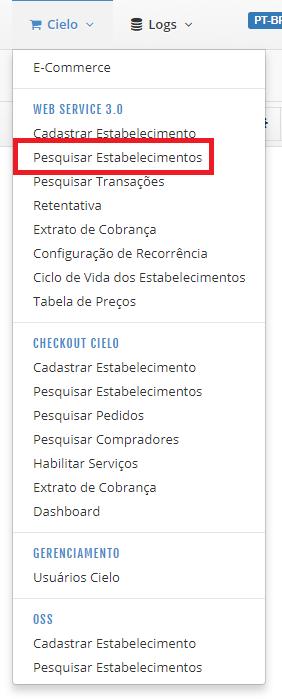 Cielo Logs PT-BR
E-Commerce
WEB SERVICE 3.0
Cadastrar Estabelecimento
Pesquisar Estabelecimentos
Pesquisar Transações
Retentativa
Extrato de Cobrança
Configuração de Recorrência
Ciclo de Vida dos Estabelecimentos
Tabela de Preços
CHECKOUT CIELO
Cadastrar Estabelecimento
Pesquisar Estabelecimentos
Pesquisar Pedidos
Pesquisar Compradores
Habilitar Serviços
Extrato de Cobrança
Dashboard
GERENCIAMENTO
Usuários Cielo
OSS
Cadastrar Estabelecimento
Pesquisar Estabelecimentos